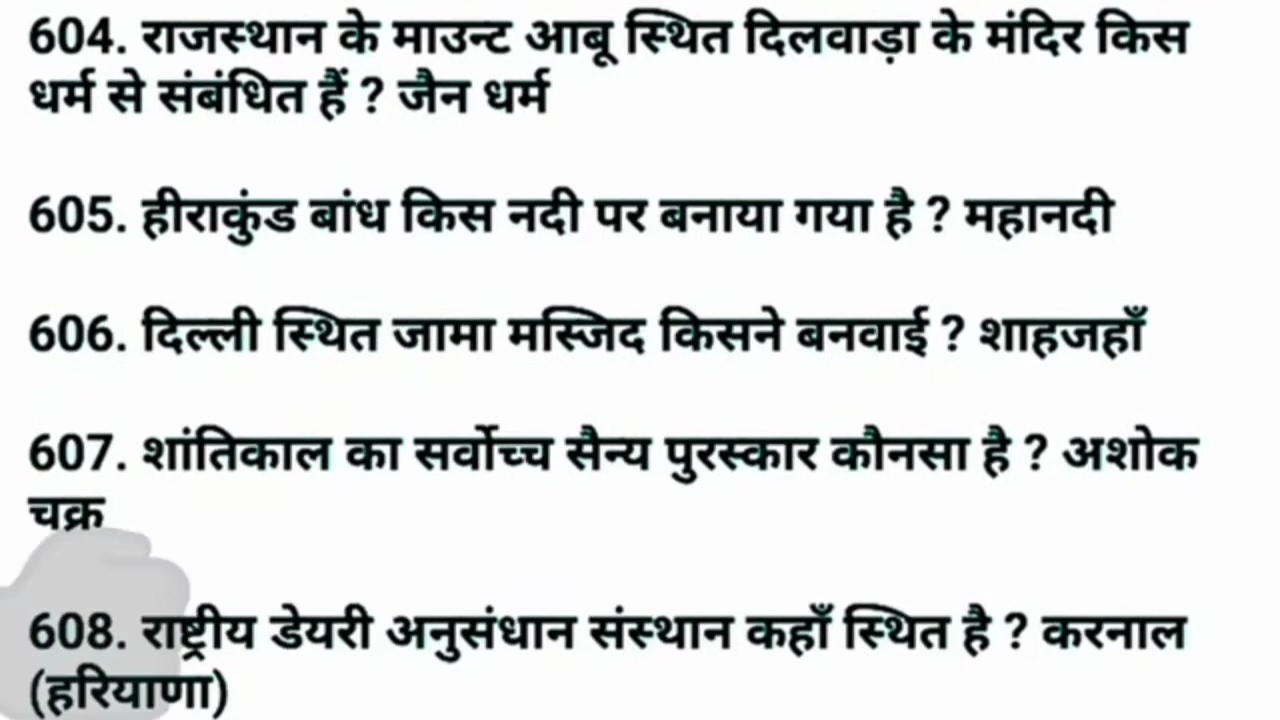 604. राजस्थान के माउन्ट आबू स्थित दिलवाड़ा के मंदिर किस
धर्म से संबंधित हैं ? जैन धर्म
605. हीराकुंड बांध किस नदी पर बनाया गया है ? महानदी
606. दिल्ली स्थित जामा मस्जिद किसने बनवाई ? शाहजहाँ
607. शांतिकाल का सर्वोच्च सैन्य पुरस्कार कौनसा है ? अशोक
चक्र
608. राष्ट्रीय डेयरी अनुसंधान संस्थान कहाँ स्थित है ? करनाल
(हरियाणा)